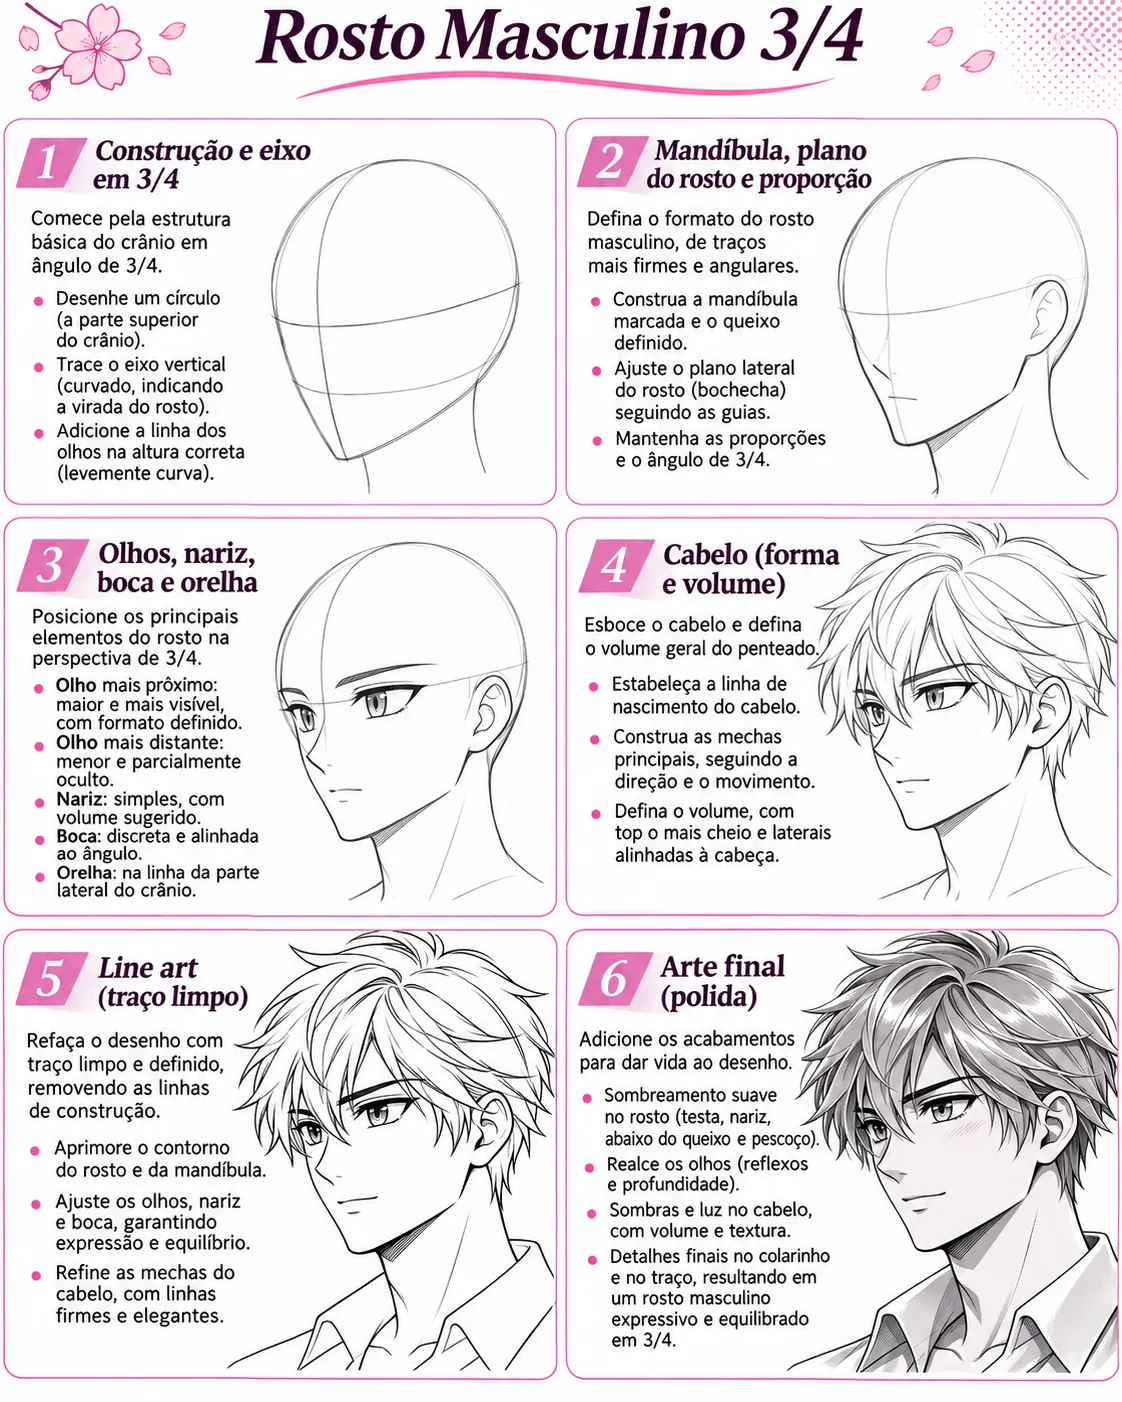 Rosto Masculino 3/4
1
Construção e eixo
em 3/4
Comece pela estrutura
básica do crânio em
ângulo de 3/4.
Desenhe um círculo
(a parte superior
do crânio).
Trace o eixo vertical
(curvado, indicando
a virada do rosto).
Adicione a linha dos
olhos na altura correta
(levemente curva).
2
Mandíbula, plano
do rosto e proporção
Defina o formato do rosto
masculino, de traços
mais firmes e angulares.
Construa a mandíbula
marcada e o queixo
definido.
Ajuste o plano lateral
do rosto (bochecha)
seguindo as guias.
Mantenha as proporções
e o ângulo de 3/4.
3
Olhos, nariz,
boca e orelha
Posicione os principais
elementos do rosto na
perspectiva de 3/4.
Olho mais prôximo:
maior e mais visível,
com formato definido.
Olho mais distante:
menor e parcialmente
oculto.
Nariz: simples, com
volume sugerido.
Boca: discreta e alinhada
ao ângulo.
Orelha: na linha da parte
lateral do crânio.
4
Cabelo (forma
e volume)
Esboce o cabelo e defina
o volume geral do penteado.
Estabeleça a linha de
nascimento do cabelo.
Construa as mechas
principais, seguindo a
direção e o movimento.
Defina o volume, com
top o mais cheio e laterais
alinhadas à cabeça.
5
Line art
(traço limpo)
Refaça o desenho com
traço limpo e definido,
removendo as linhas
de construção.
Aprimore o contorno
do rosto e da mandíbula.
Ajuste os olhos, nariz
e boca, garantindo
expressão e equilíbrio.
Refine as mechas do
cabelo, com linhas
firmes e elegantes.
6
Arte final
(polida)
Adicione os acabamentos
para dar vida ao desenho.
Sombreamento suave
no rosto (testa, nariz,
abaixo do queixo e pescoço).
Realce os olhos (reflexos
e profundidade).
Sombras e luz no cabelo,
com volume e textura.
Detalhes finais no colarinho
e no traço, resultando em
um rosto masculino
expressivo e equilibrado
em 3/4.